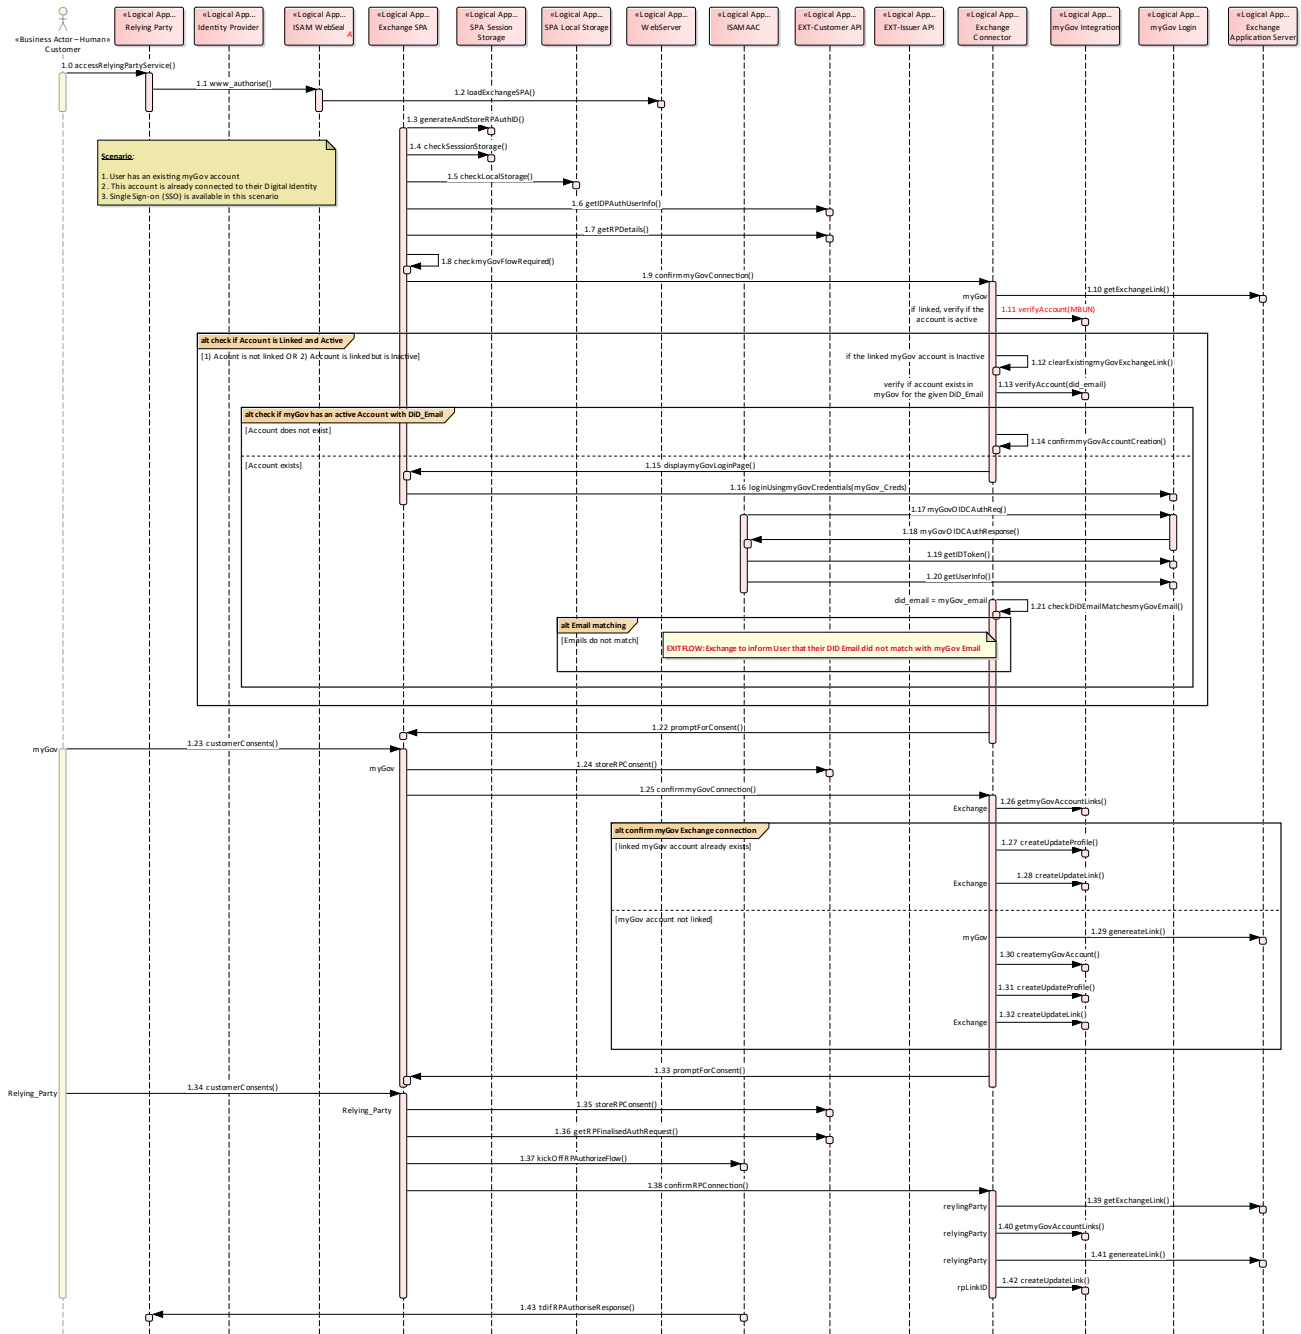 «Business Actor – Human»
Customer
«Logical App...
Relying Party
«Logical App...
Identity Provider
«Logical App...
ISAM WebSeal
A
«Logical App...
Exchange SPA
«Logical App...
SPA Session
Storage
«Logical App...
SPA Local Storage
«Logical App...
WebServer
«Logical App...
ISAM AAC
«Logical App...
EXT-Customer API
«Logical App...
EXT-Issuer API
«Logical App...
Exchange
Connector
«Logical App...
myGov Integration
«Logical App...
myGov Login
«Logical App...
Exchange
Application Server
1.0 accessRelyingPartyService()
1.1 www_authorise()
1.2 loadExchangeSPA()
1.3 generateAndStoreRPAuthID()
Scenario:
1. User has an existing myGov account
2. This account is already connected to their Digital Identity
3. Single Sign-on (SSO) is available in this scenario
1.4 checkSesssionStorage()
1.5 checkLocalStorage()
1.6 getIDPAuthUserInfo()
1.7 getRPDetails()
1.8 checkmyGovFlowRequired()
1.9 confirmmyGovConnection()
myGov
1.10 getExchangeLink()
if linked, verify if the
account is active
1.11 verifyAccount(MBUN)
alt check if Account is Linked and Active
[1) Acount is not linked OR 2) Account is linked but is Inactive]
if the linked myGov account is Inactive
1.12 clearExistingmyGovExchangeLink()
verify if account exists in
myGov for the given DiD_Email
1.13 verifyAccount(did_email)
alt check if myGov has an active Account with DiD_Email
[Account does not exist]
1.14 confirmmyGovAccountCreation()
[Account exists]
1.15 displaymyGovLoginPage()
1.16 loginUsingmyGovCredentials(myGov_Creds)
1.17 myGovOIDCAuthReq()
1.18 myGovOIDCAuthResponse()
1.19 getIDToken()
1.20 getUserInfo()
did_email = myGov_email
1.21 checkDiDEmailMatchesmyGovEmail()
alt Email matching
[Emails do not match]
EXIT FLOW: Exchange to inform User that their DID Email did not match with myGov Email
1.22 promptForConsent()
myGov
1.23 customerConsents()
myGov
1.24 storeRPConsent()
1.25 confirmmyGovConnection()
Exchange
1.26 getmyGovAccountLinks()
alt confirm myGov Exchange connection
[linked myGov account already exists]
1.27 createUpdateProfile()
Exchange
1.28 createUpdateLink()
[myGov account not linked]
myGov
1.29 genereateLink()
1.30 createmyGovAccount()
1.31 createUpdateProfile()
Exchange
1.32 createUpdateLink()
1.33 promptForConsent()
Relying_Party
1.34 customerConsents()
Relying_Party
1.35 storeRPConsent()
1.36 getRPFinalisedAuthRequest()
1.37 kickOffRPAuthorizeFlow()
1.38 confirmRPConnection()
reylingParty
1.39 getExchangeLink()
relyingParty
1.40 getmyGovAccountLinks()
relyingParty
1.41 genereateLink()
rpLinkID
1.42 createUpdateLink()
1.43 tdifRPAuthoriseResponse()